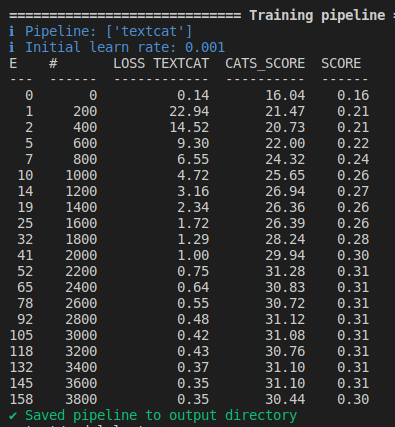 ============================ Training pipeline =
ℹ Pipeline: ['textcat']
ℹ Initial learn rate: 0.001
E    #       LOSS TEXTCAT  CATS_SCORE  SCORE
---  ------  ------------  ----------  ------
  0       0          0.14       16.04    0.16
  1     200         22.94       21.47    0.21
  2     400         14.52       20.73    0.21
  5     600          9.30       22.00    0.22
  7     800          6.55       24.32    0.24
 10    1000          4.72       25.65    0.26
 14    1200          3.16       26.94    0.27
 19    1400          2.34       26.36    0.26
 25    1600          1.72       26.39    0.26
 32    1800          1.29       28.24    0.28
 41    2000          1.00       29.94    0.30
 52    2200          0.75       31.28    0.31
 65    2400          0.64       30.83    0.31
 78    2600          0.55       30.72    0.31
 92    2800          0.48       31.12    0.31
105    3000          0.42       31.08    0.31
118    3200          0.43       30.76    0.31
132    3400          0.37       31.10    0.31
145    3600          0.35       31.10    0.31
158    3800          0.35       30.44    0.30
✔ Saved pipeline to output directory